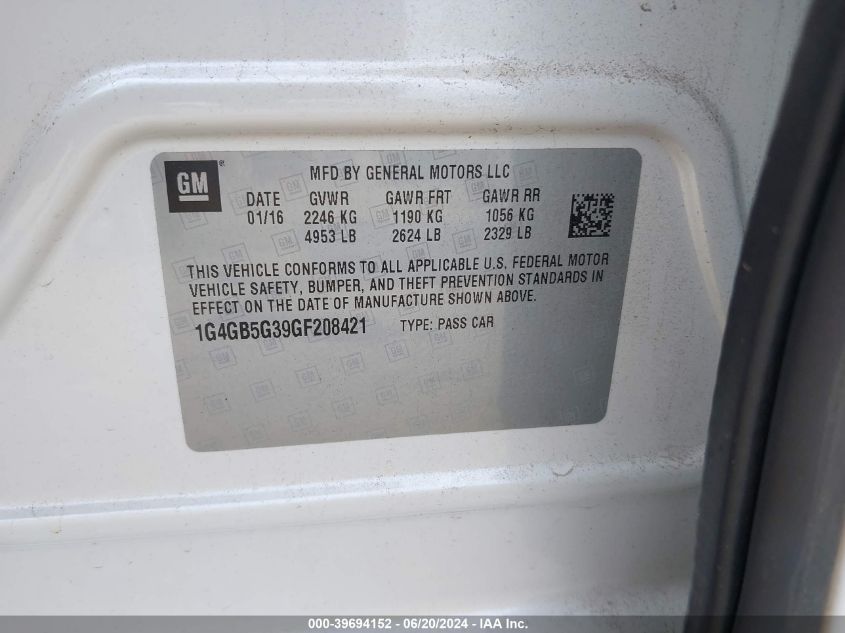 GM
®
MFD BY GENERAL MOTORS LLC
DATE GVWR GAWR FRT GAWR RR
01/16 2246 KG 1190 KG 1056 KG
4953 LB 2624 LB 2329 LB
THIS VEHICLE CONFORMS TO ALL APPLICABLE U.S. FEDERAL MOTOR
VEHICLE SAFETY, BUMPER, AND THEFT PREVENTION STANDARDS IN
EFFECT ON THE DATE OF MANUFACTURE SHOWN ABOVE.
1G4GB5G39GF208421 TYPE: PASS CAR
000-39694152 / 06/20/2024 - IAA Inc.